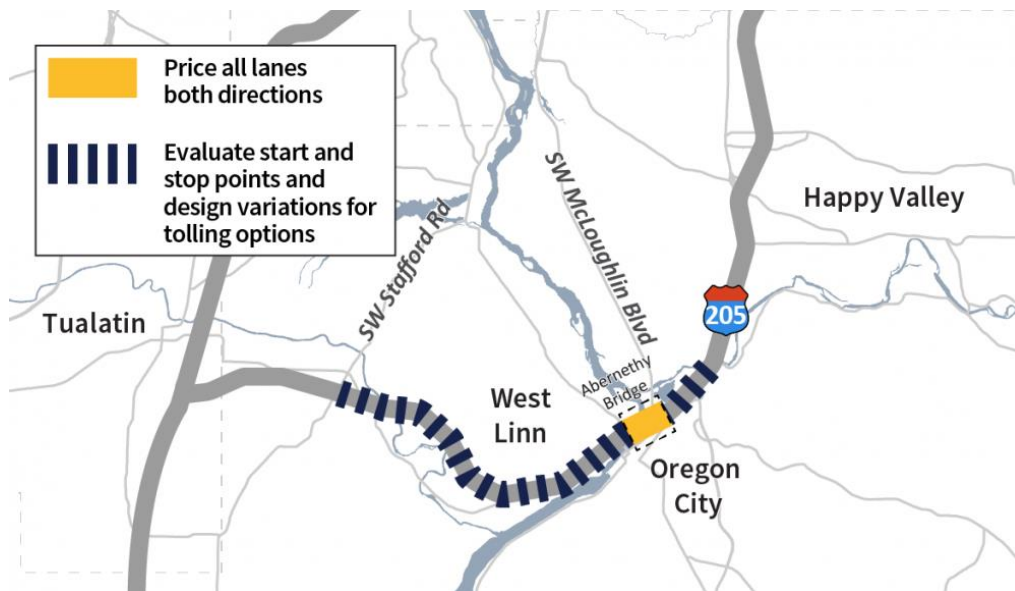 Price all lanes
both directions
Evaluate start and
stop points and
design variations for
tolling options
Happy Valley
SW Stafford Rd
SW McLoughlin Blvd
Tualatin
205
Abernethy
Bridge
West
Linn
Oregon
City